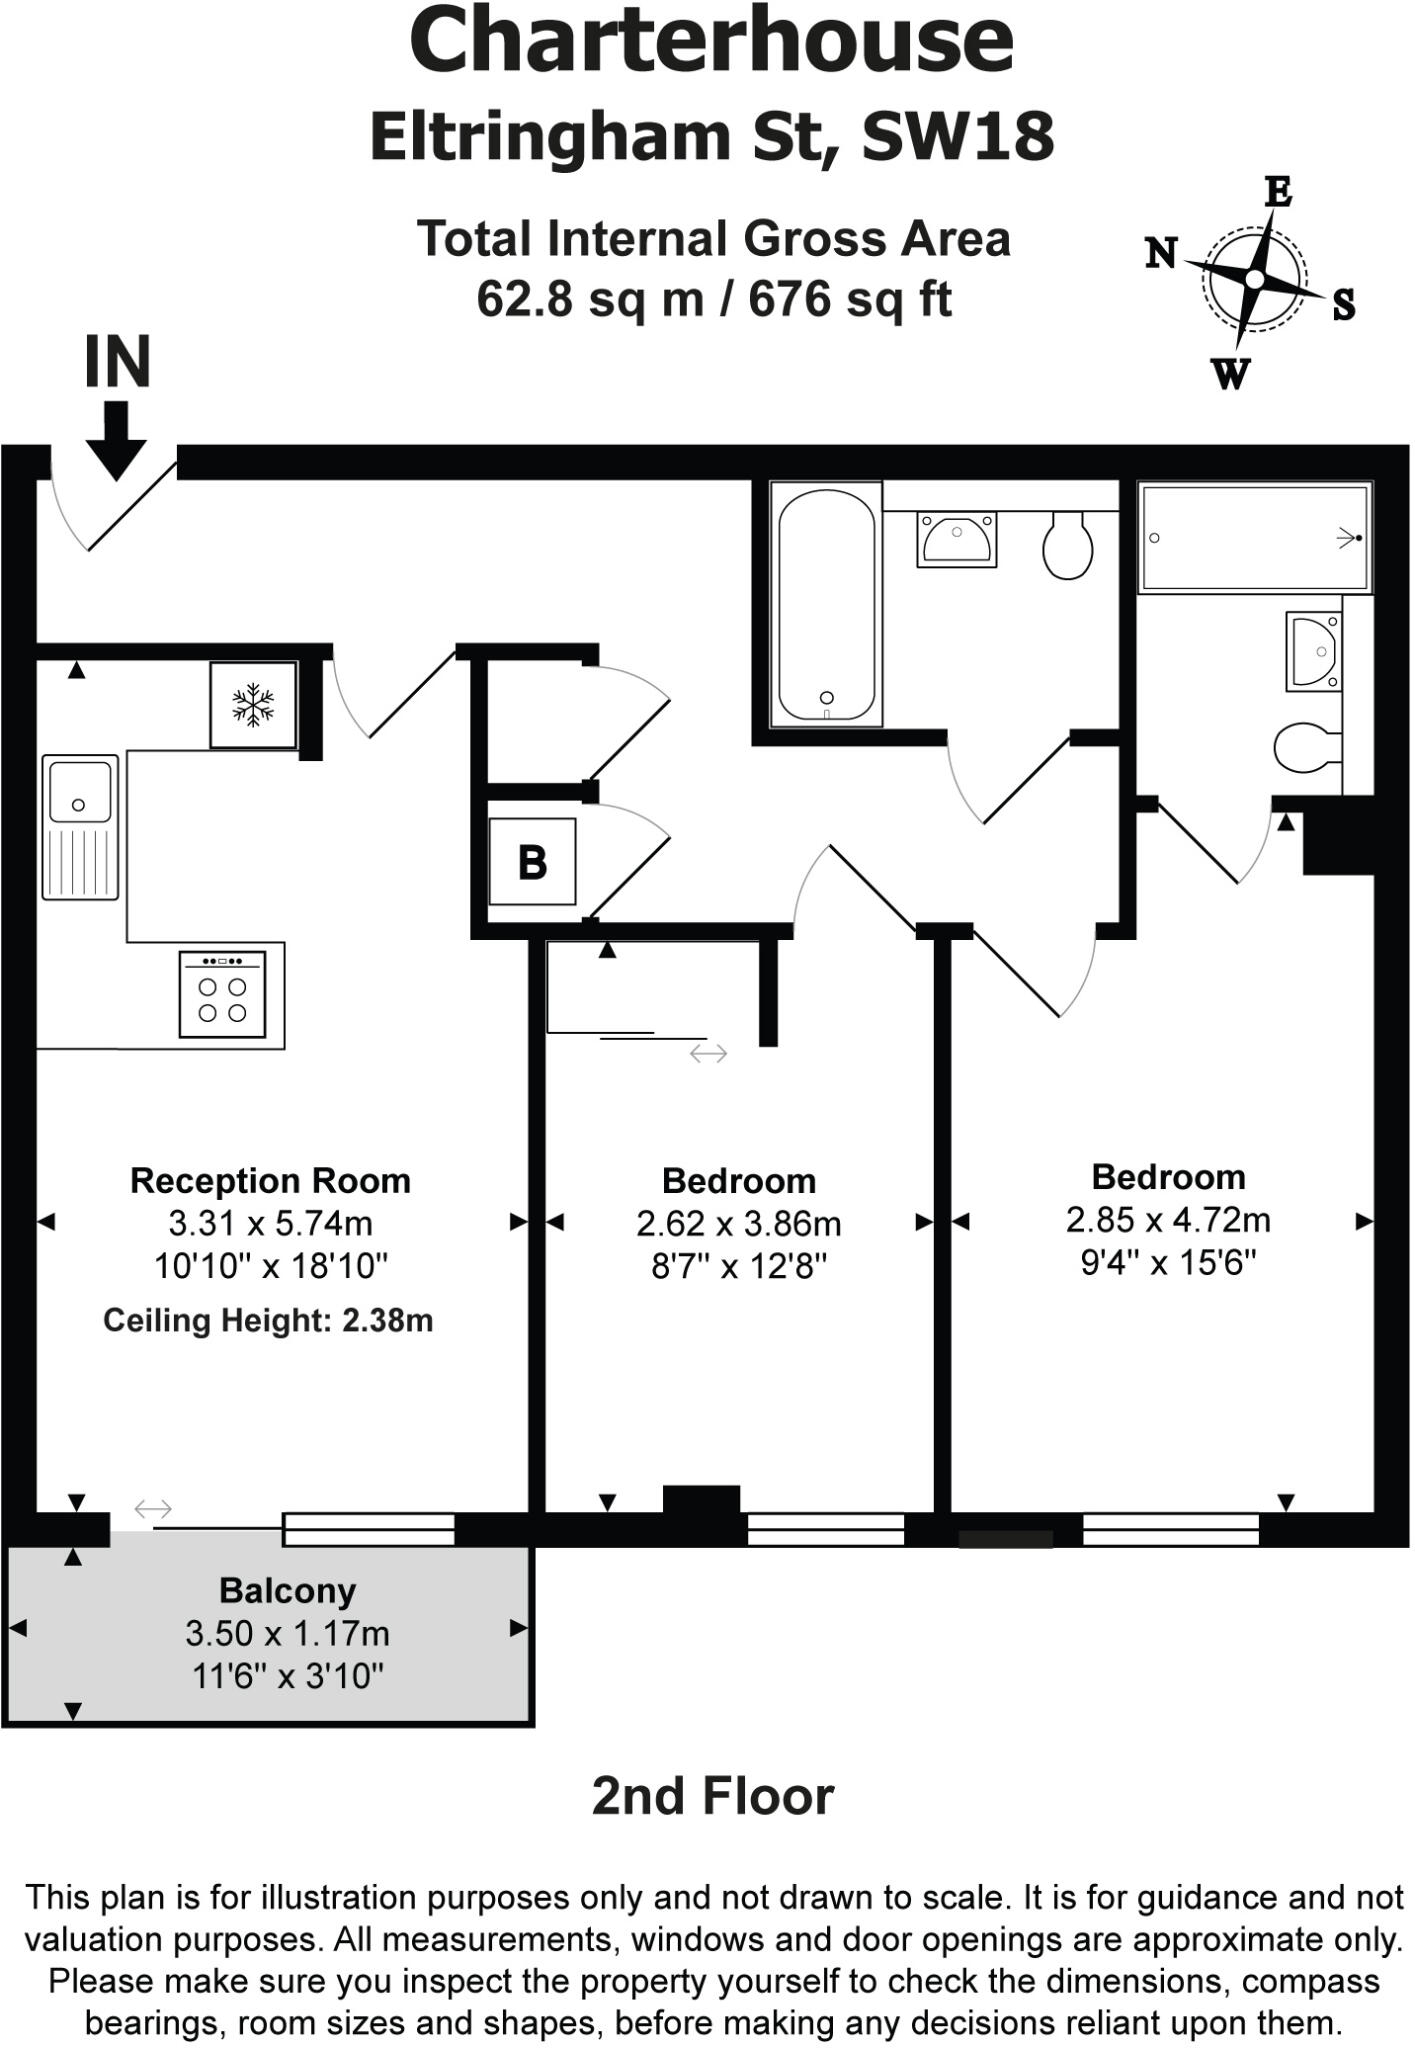 Charterhouse
Eltringham St, SW18
Total Internal Gross Area
62.8 sq m / 676 sq ft
E
N
S
W
IN
B
Reception Room
3.31 x 5.74m
10'10" x 18'10"
Ceiling Height: 2.38m
Bedroom
2.62 x 3.86m
8'7" x 12'8"
Bedroom
2.85 x 4.72m
9'4" x 15'6"
Balcony
3.50 x 1.17m
11'6" x 3'10"
2nd Floor
This plan is for illustration purposes only and not drawn to scale. It is for guidance and not
valuation purposes. All measurements, windows and door openings are approximate only.
Please make sure you inspect the property yourself to check the dimensions, compass
bearings, room sizes and shapes, before making any decisions reliant upon them.